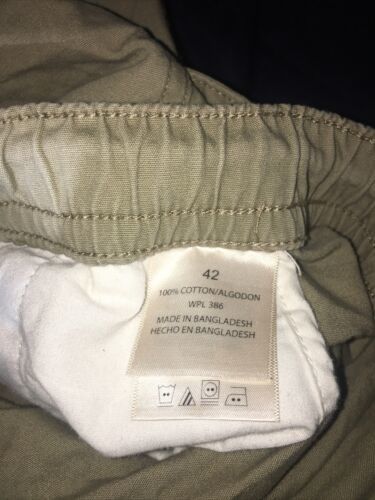 42
100% COTTON/ALGODON
WPL 386
MADE IN BANGLADESH
HECHO EN BANGLADESH